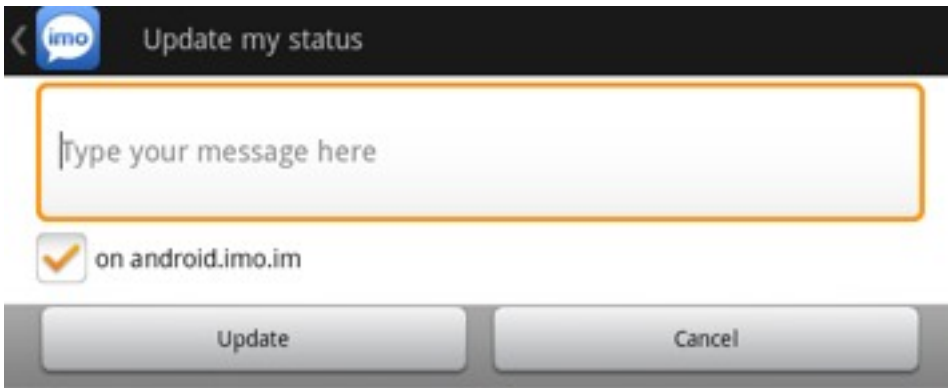 imo Update my status
Type your message here
on android.imo.im
Update Cancel